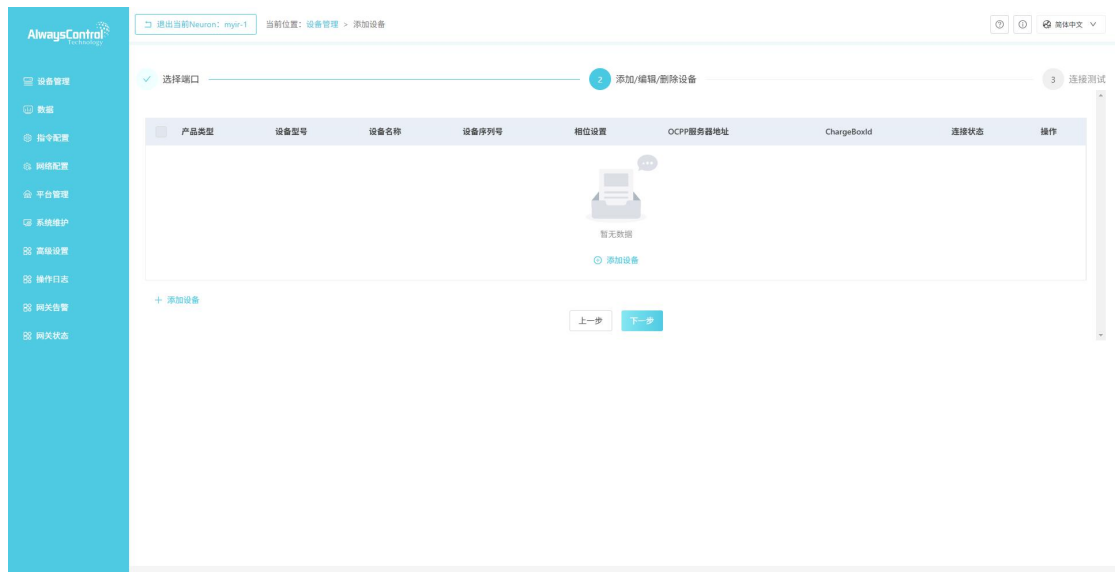 AlwaysControl
Technology
退出当前Neuron: myir-1 当前位置：设备管理 > 添加设备 简体中文
设备管理
数据
指令配置
网络配置
平台管理
系统维护
高级设置
操作日志
网关告警
网关状态
选择端口 2 添加/编辑/删除设备 3 连接测试
产品类型 设备型号 设备名称 设备序列号 相位设置 OCPP服务器地址 ChargeBoxId 连接状态 操作
暂无数据
添加设备
+ 添加设备
上一步 下一步